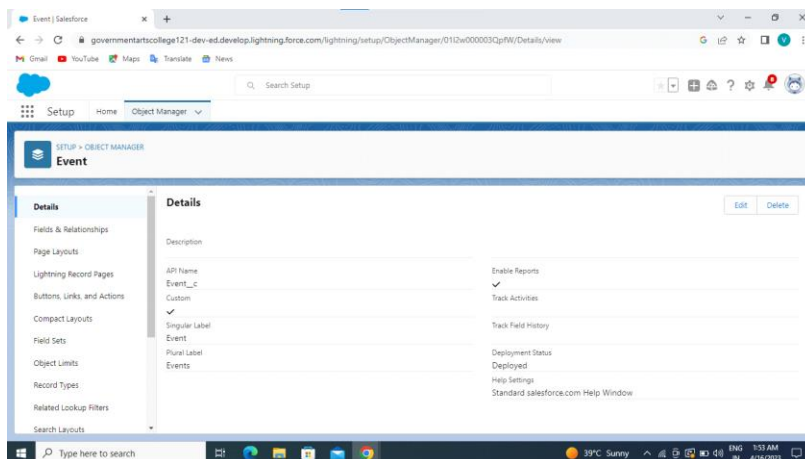 Event | Salesforce
governmentartscollege121-dev-ed.develop.lightning.force.com/lightning/setup/ObjectManager/01I2w000003QpfW/Details/view
Gmail YouTube Maps Translate News
Search Setup
Setup Home Object Manager
SETUP > OBJECT MANAGER
Event
Details
Fields & Relationships
Page Layouts
Lightning Record Pages
Buttons, Links, and Actions
Compact Layouts
Field Sets
Object Limits
Record Types
Related Lookup Filters
Search Layouts
Details
Edit Delete
Description
API Name
Event__c
Custom
Singular Label
Event
Plural Label
Events
Enable Reports
Track Activities
Track Field History
Deployment Status
Deployed
Help Settings
Standard salesforce.com Help Window
Type here to search
39°C Sunny
ENG
IN
1:53 AM
4/16/2023